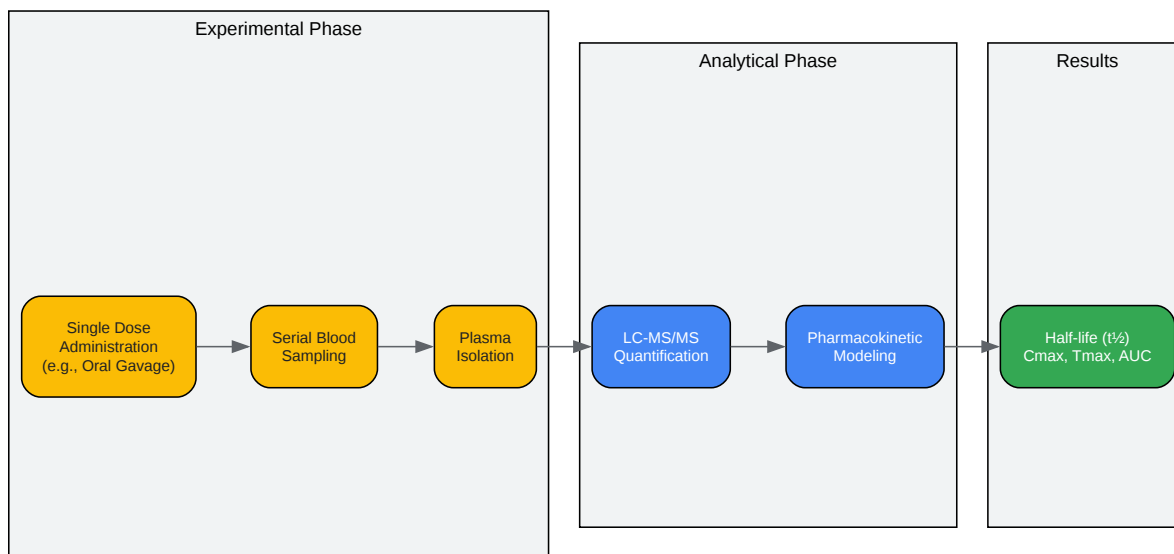 Experimental Phase
Analytical Phase
Results
Single Dose
Administration
(e.g., Oral Gavage)
Serial Blood
Sampling
Plasma
Isolation
LC-MS/MS
Quantification
Pharmacokinetic
Modeling
Half-life (t½)
Cmax, Tmax, AUC